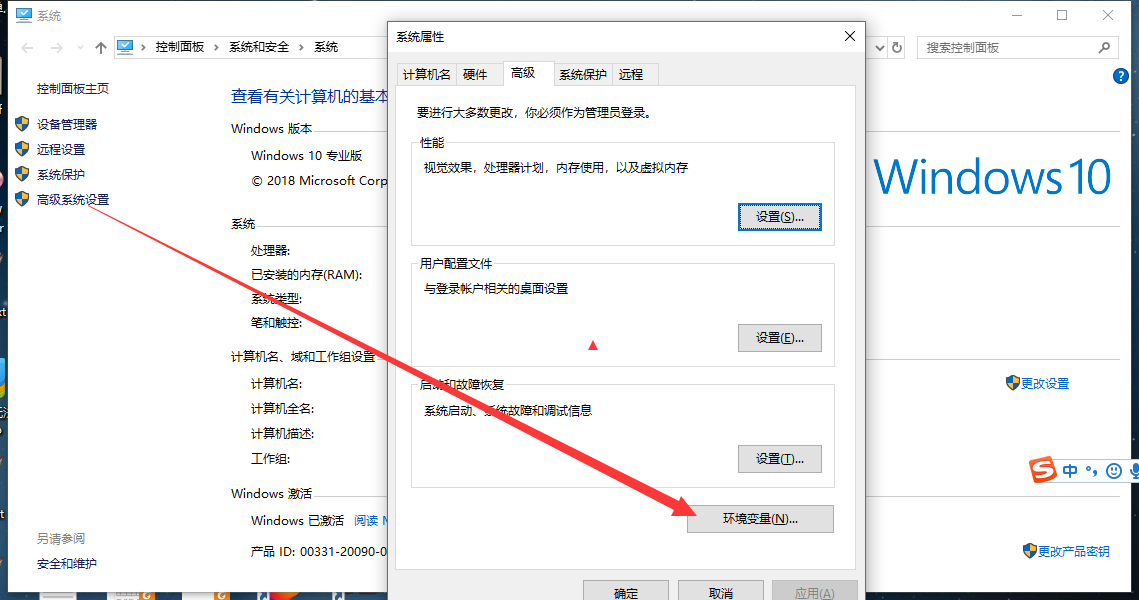 系统
控制面板 › 系统和安全 › 系统
搜索控制面板
控制面板主页
设备管理器
远程设置
系统保护
高级系统设置
另请参阅
安全和维护
查看有关计算机的基本
Windows 版本
Windows 10 专业版
© 2018 Microsoft Corp
系统
处理器:
已安装的内存(RAM):
系统类型:
笔和触控:
计算机名、域和工作组设置
计算机名:
计算机全名:
计算机描述:
工作组:
Windows 激活
Windows 已激活 阅读 M
产品 ID: 00331-20090-0
系统属性
计算机名 硬件 高级 系统保护 远程
要进行大多数更改，你必须作为管理员登录。
性能
视觉效果，处理器计划，内存使用，以及虚拟内存
设置(S)...
用户配置文件
与登录帐户相关的桌面设置
设置(E)...
启动和故障恢复
系统启动、系统故障和调试信息
设置(T)...
环境变量(N)...
确定 取消 应用(A)
?
Windows 10
更改设置
S 中 °,
更改产品密钥